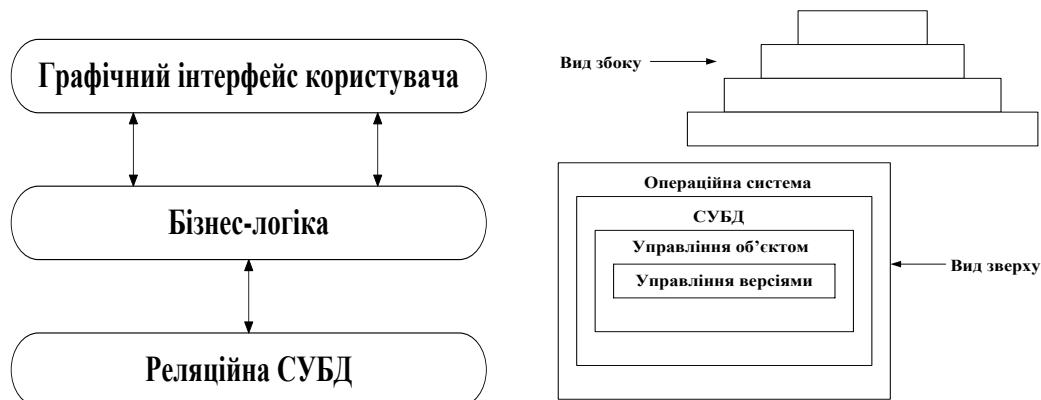 Графічний інтерфейс користувача
Бізнес-логіка
Реляційна СУБД
Вид збоку
Операційна система
СУБД
Управління об’єктом
Управління версіями
Вид зверху